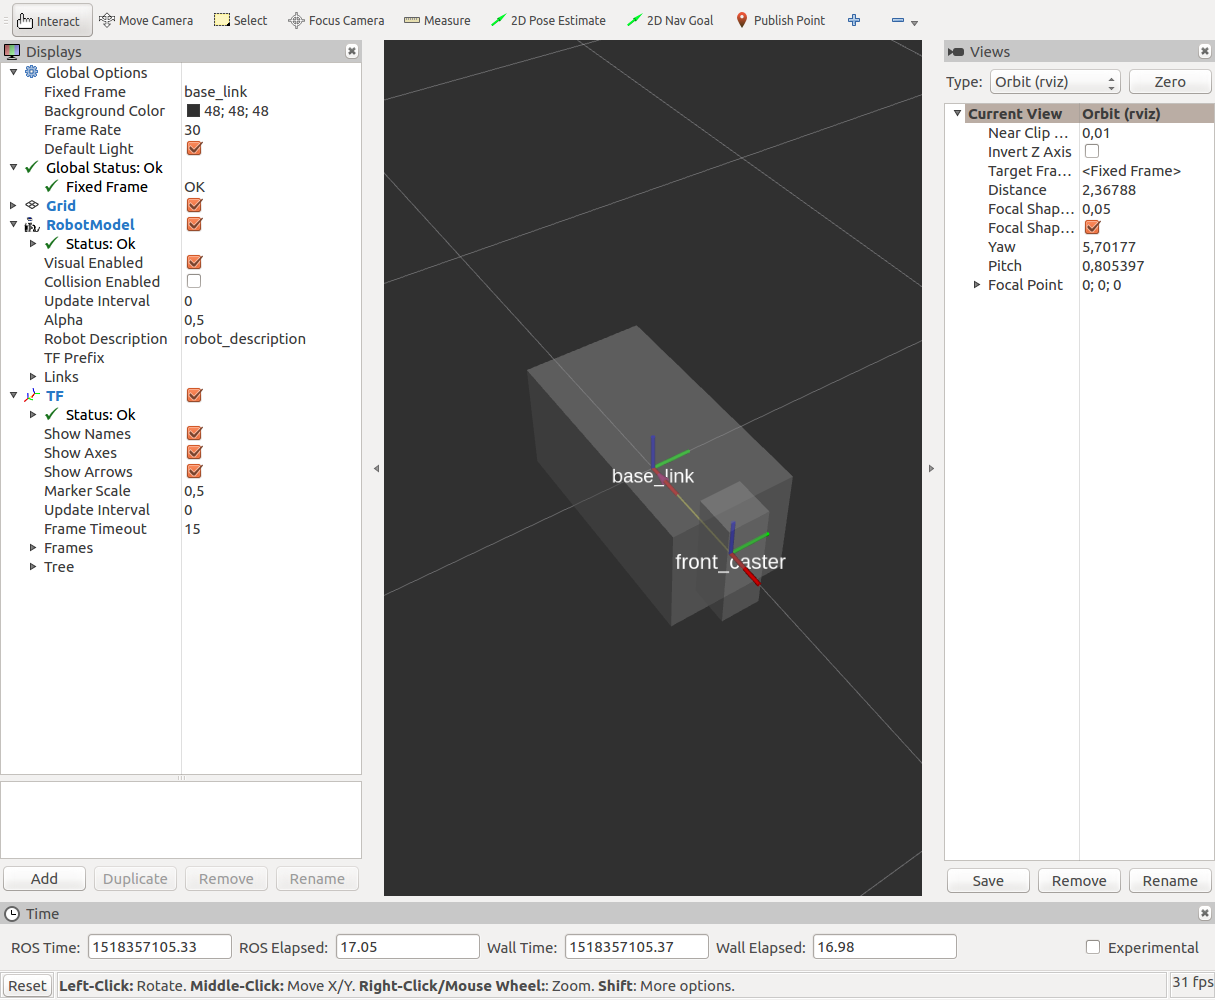 Interact Move Camera Select Focus Camera Measure 2D Pose Estimate 2D Nav Goal Publish Point
Displays
Global Options
Fixed Frame base_link
Background Color 48; 48; 48
Frame Rate 30
Default Light
Global Status: Ok
Fixed Frame OK
Grid
RobotModel
Status: Ok
Visual Enabled
Collision Enabled
Update Interval 0
Alpha 0,5
Robot Description robot_description
TF Prefix
Links
TF
Status: Ok
Show Names
Show Axes
Show Arrows
Marker Scale 0,5
Update Interval 0
Frame Timeout 15
Frames
Tree
Add Duplicate Remove Rename
base_link
front_caster
Views
Type: Orbit (rviz) Zero
Current View Orbit (rviz)
Near Clip ... 0,01
Invert Z Axis
Target Fra... <Fixed Frame>
Distance 2,36788
Focal Shap... 0,05
Focal Shap...
Yaw 5,70177
Pitch 0,805397
Focal Point 0; 0; 0
Save Remove Rename
Time
ROS Time: 1518357105.33 ROS Elapsed: 17.05 Wall Time: 1518357105.37 Wall Elapsed: 16.98 Experimental
Reset Left-Click: Rotate. Middle-Click: Move X/Y. Right-Click/Mouse Wheel:: Zoom. Shift: More options. 31 fps